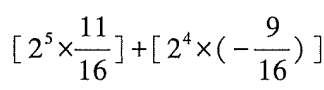 [ 2⁵ × 11/16 ] + [ 2⁴ × ( − 9/16 ) ]